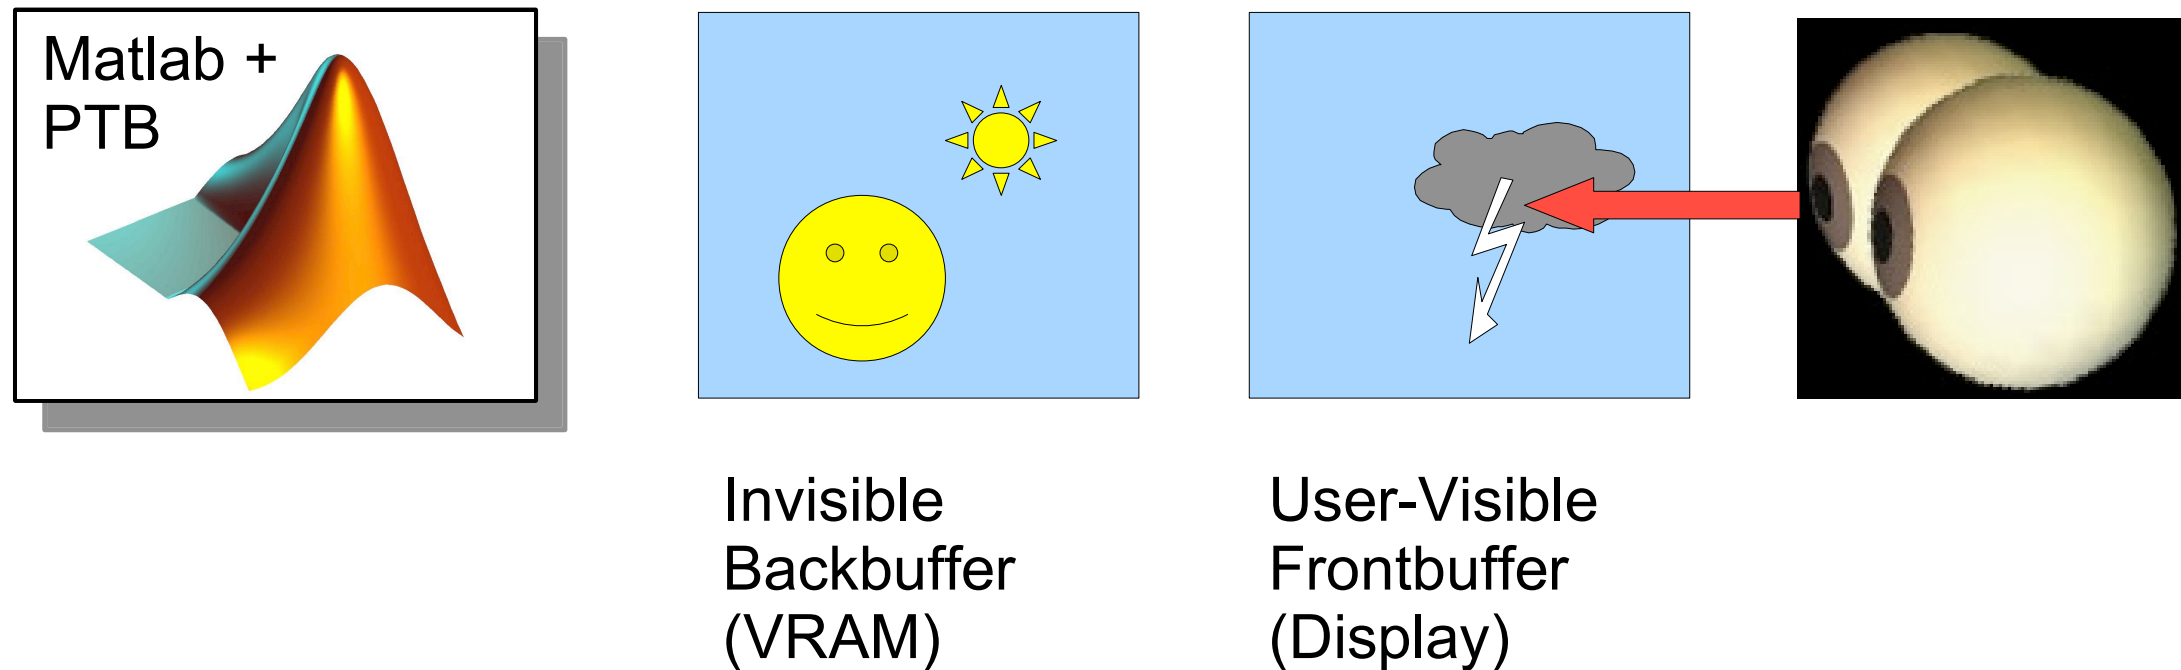 Matlab +
PTB
Invisible
Backbuffer
(VRAM)
User-Visible
Frontbuffer
(Display)